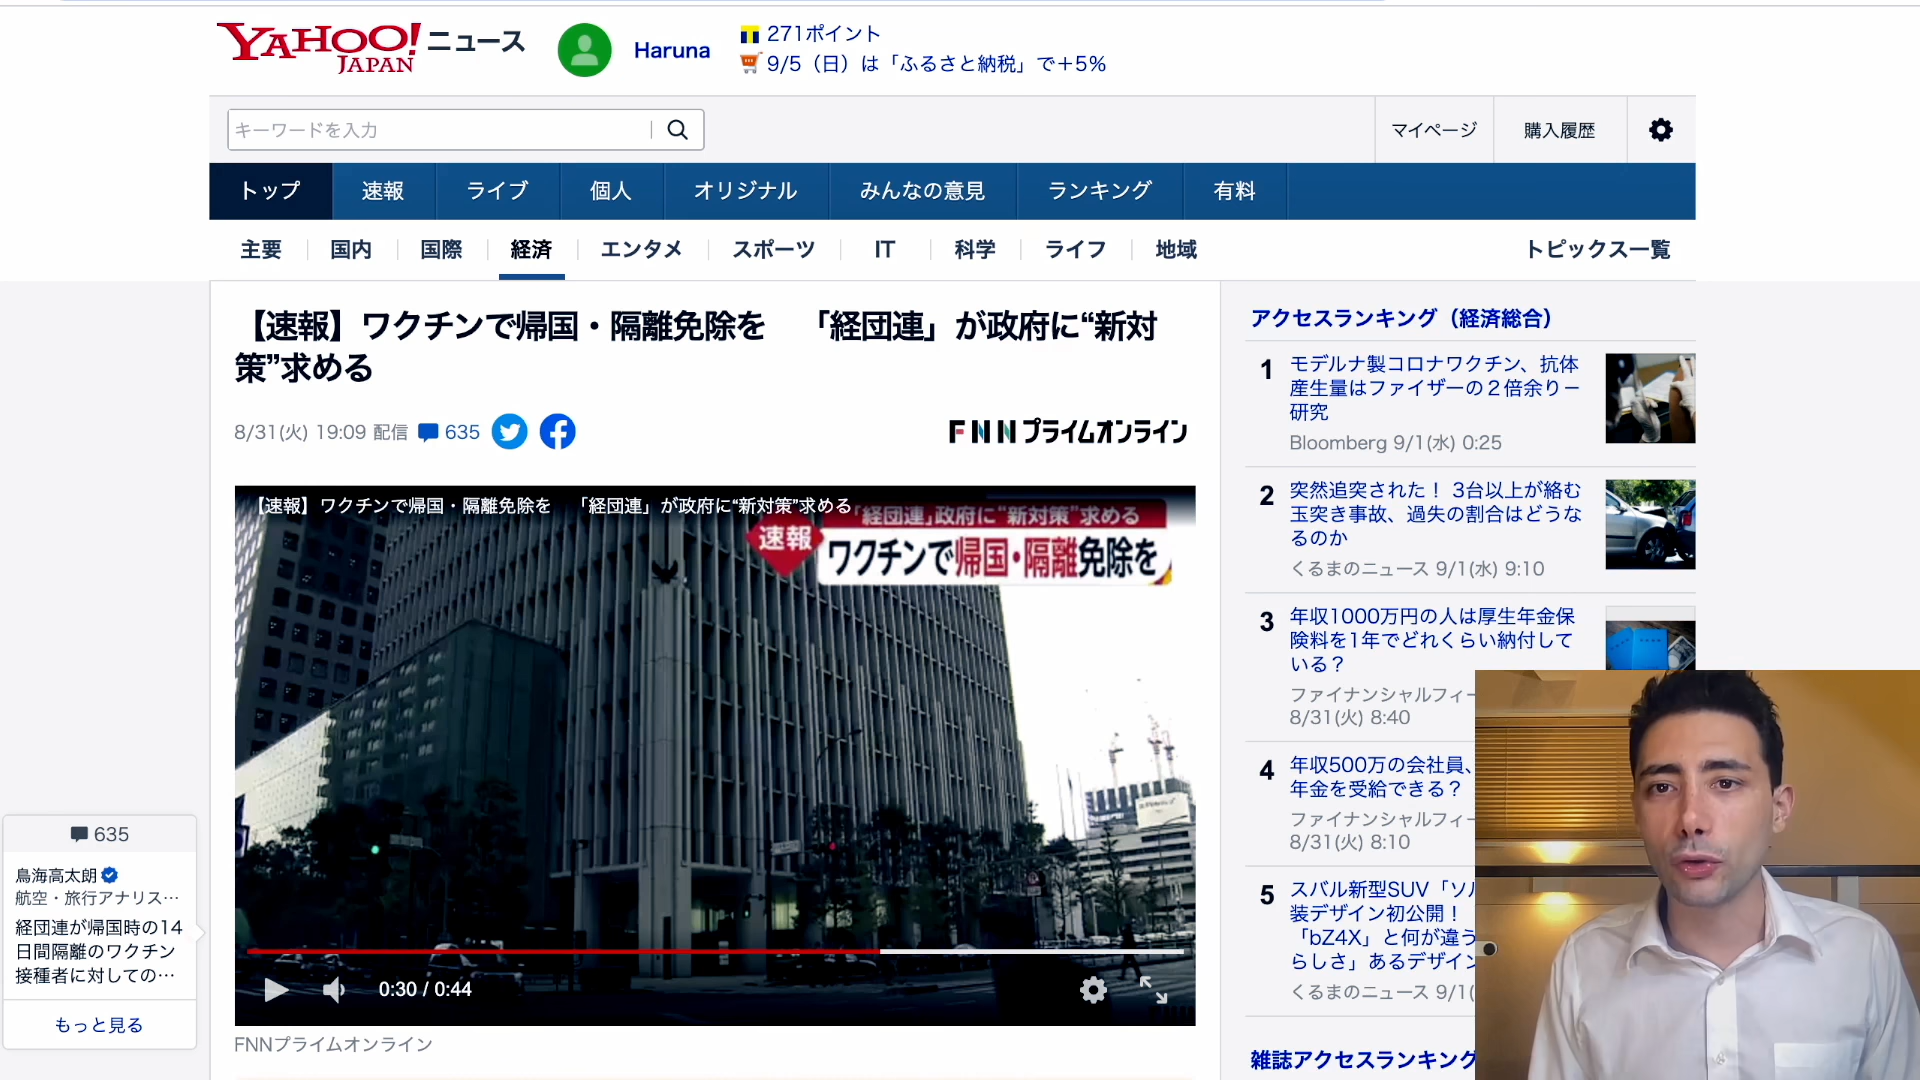 YAHOO! ニュース
JAPAN
Haruna
271ポイント
9/5（日）は「ふるさと納税」で+5%
キーワードを入力
マイページ
購入履歴
トップ
速報
ライブ
個人
オリジナル
みんなの意見
ランキング
有料
主要
国内
国際
経済
エンタメ
スポーツ
IT
科学
ライフ
地域
トピックス一覧
【速報】ワクチンで帰国・隔離免除を　「経団連」が政府に“新対
策”求める
8/31(火) 19:09 配信
635
FNNプライムオンライン
【速報】ワクチンで帰国・隔離免除を　「経団連」が政府に“新対策”求める
「経団連」政府に“新対策”求める
速報
ワクチンで帰国・隔離免除を
0:30 / 0:44
FNNプライムオンライン
635
鳥海高太朗
航空・旅行アナリス…
経団連が帰国時の14
日間隔離のワクチン
接種者に対しての…
もっと見る
アクセスランキング（経済総合）
1
モデルナ製コロナワクチン、抗体
産生量はファイザーの２倍余り－
研究
Bloomberg 9/1(水) 0:25
2
突然追突された！ 3台以上が絡む
玉突き事故、過失の割合はどうな
るのか
くるまのニュース 9/1(水) 9:10
3
年収1000万円の人は厚生年金保
険料を1年でどれくらい納付して
いる？
ファイナンシャルフィー
8/31(火) 8:40
4
年収500万の会社員、
年金を受給できる？
ファイナンシャルフィー
8/31(火) 8:10
5
スバル新型SUV「ソル
装デザイン初公開！
「bZ4X」と何が違う
らしさ」あるデザイン
くるまのニュース 9/1(
雑誌アクセスランキング